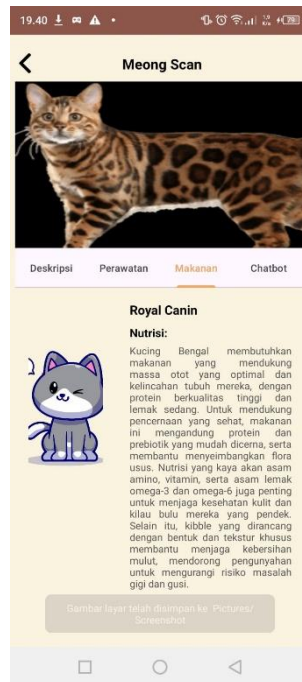 19.40
Meong Scan
Deskripsi Perawatan Makanan Chatbot
Royal Canin
Nutrisi:
Kucing Bengal membutuhkan
makanan yang mendukung
massa otot yang optimal dan
kelincahan tubuh mereka, dengan
protein berkualitas tinggi dan
lemak sedang. Untuk mendukung
pencernaan yang sehat, makanan
ini mengandung protein dan
prebiotik yang mudah dicerna, serta
membantu menyeimbangkan flora
usus. Nutrisi yang kaya akan asam
amino, vitamin, serta asam lemak
omega-3 dan omega-6 juga penting
untuk menjaga kesehatan kulit dan
kilau bulu mereka yang pendek.
Selain itu, kibble yang dirancang
dengan bentuk dan tekstur khusus
membantu menjaga kebersihan
mulut, mendorong pengunyahan
untuk mengurangi risiko masalah
gigi dan gusi.
Gambar layar telah disimpan ke Pictures/
Screenshot